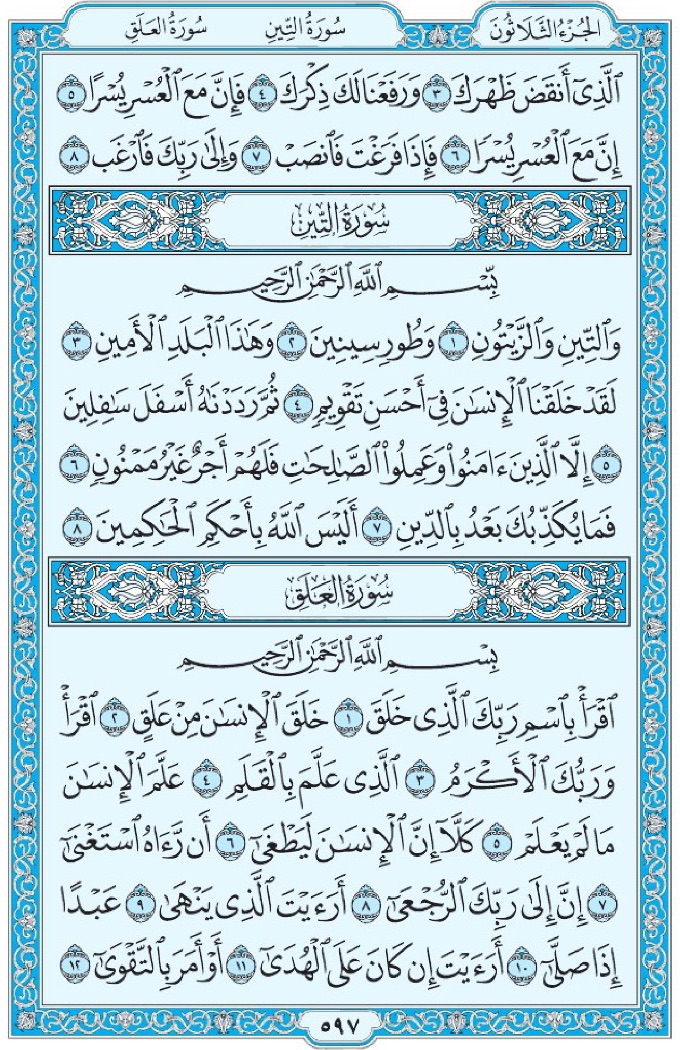 الجُزْءُ الثَّلَاثُونَ سُورَةُ التِّينِ سُورَةُ العَلَقِ
ٱلَّذِىٓ أَنقَضَ ظَهْرَكَ ٣ وَرَفَعْنَا لَكَ ذِكْرَكَ ٤ فَإِنَّ مَعَ ٱلْعُسْرِ يُسْرًا ٥
إِنَّ مَعَ ٱلْعُسْرِ يُسْرًا ٦ فَإِذَا فَرَغْتَ فَٱنصَبْ ٧ وَإِلَىٰ رَبِّكَ فَٱرْغَب ٨
سُورَةُ التِّينِ
بِسْمِ ٱللَّهِ ٱلرَّحْمَٰنِ ٱلرَّحِيمِ
وَٱلتِّينِ وَٱلزَّيْتُونِ ١ وَطُورِ سِينِينَ ٢ وَهَٰذَا ٱلْبَلَدِ ٱلْأَمِينِ ٣
لَقَدْ خَلَقْنَا ٱلْإِنسَٰنَ فِىٓ أَحْسَنِ تَقْوِيمٍ ٤ ثُمَّ رَدَدْنَٰهُ أَسْفَلَ سَٰفِلِينَ
٥ إِلَّا ٱلَّذِينَ ءَامَنُوا۟ وَعَمِلُوا۟ ٱلصَّٰلِحَٰتِ فَلَهُمْ أَجْرٌ غَيْرُ مَمْنُونٍ ٦
فَمَا يُكَذِّبُكَ بَعْدُ بِٱلدِّينِ ٧ أَلَيْسَ ٱللَّهُ بِأَحْكَمِ ٱلْحَٰكِمِينَ ٨
سُورَةُ العَلَقِ
بِسْمِ ٱللَّهِ ٱلرَّحْمَٰنِ ٱلرَّحِيمِ
ٱقْرَأْ بِٱسْمِ رَبِّكَ ٱلَّذِى خَلَقَ ١ خَلَقَ ٱلْإِنسَٰنَ مِنْ عَلَقٍ ٢ ٱقْرَأْ
وَرَبُّكَ ٱلْأَكْرَمُ ٣ ٱلَّذِى عَلَّمَ بِٱلْقَلَمِ ٤ عَلَّمَ ٱلْإِنسَٰنَ
مَا لَمْ يَعْلَمْ ٥ كَلَّآ إِنَّ ٱلْإِنسَٰنَ لَيَطْغَىٰٓ ٦ أَن رَّءَاهُ ٱسْتَغْنَىٰٓ
٧ إِنَّ إِلَىٰ رَبِّكَ ٱلرُّجْعَىٰٓ ٨ أَرَءَيْتَ ٱلَّذِى يَنْهَىٰ ٩ عَبْدًا
إِذَا صَلَّىٰٓ ١٠ أَرَءَيْتَ إِن كَانَ عَلَى ٱلْهُدَىٰٓ ١١ أَوْ أَمَرَ بِٱلتَّقْوَىٰٓ ١٢
٥٩٧